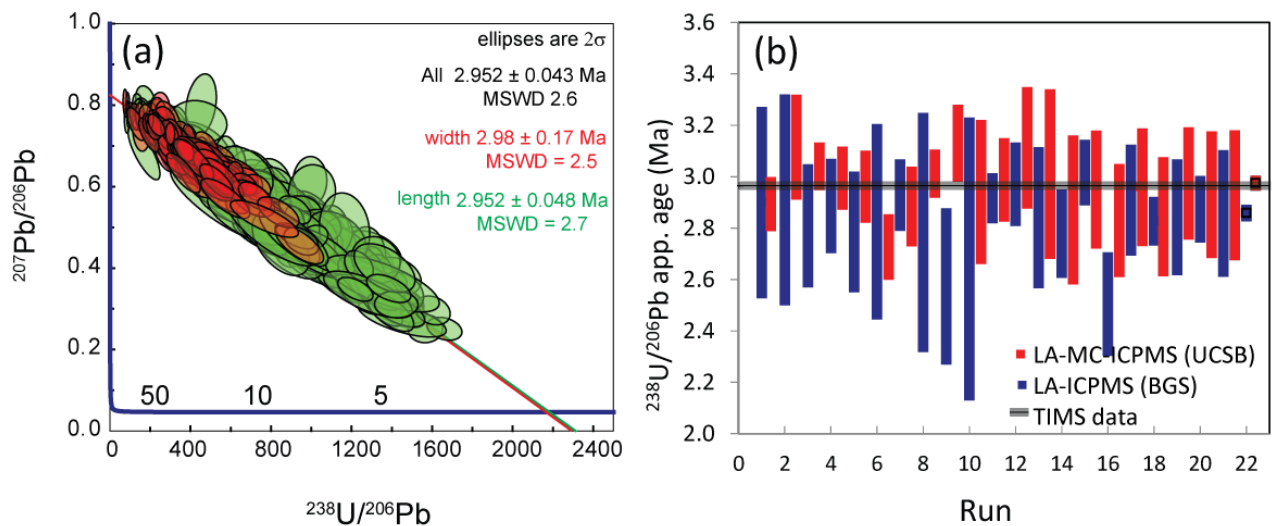 (a)
ellipses are 2σ
All 2.952 ± 0.043 Ma
MSWD 2.6
width 2.98 ± 0.17 Ma
MSWD = 2.5
length 2.952 ± 0.048 Ma
MSWD = 2.7
1.0
0.8
0.6
0.4
0.2
0.0
²⁰⁷Pb/²⁰⁶Pb
50 10 5
0 400 800 1200 1600 2000 2400
²³⁸U/²⁰⁶Pb
(b)
3.6
3.4
3.2
3.0
2.8
2.6
2.4
2.2
2.0
²³⁸U/²⁰⁶Pb app. age (Ma)
LA-MC-ICPMS (UCSB)
LA-ICPMS (BGS)
TIMS data
0 2 4 6 8 10 12 14 16 18 20 22
Run